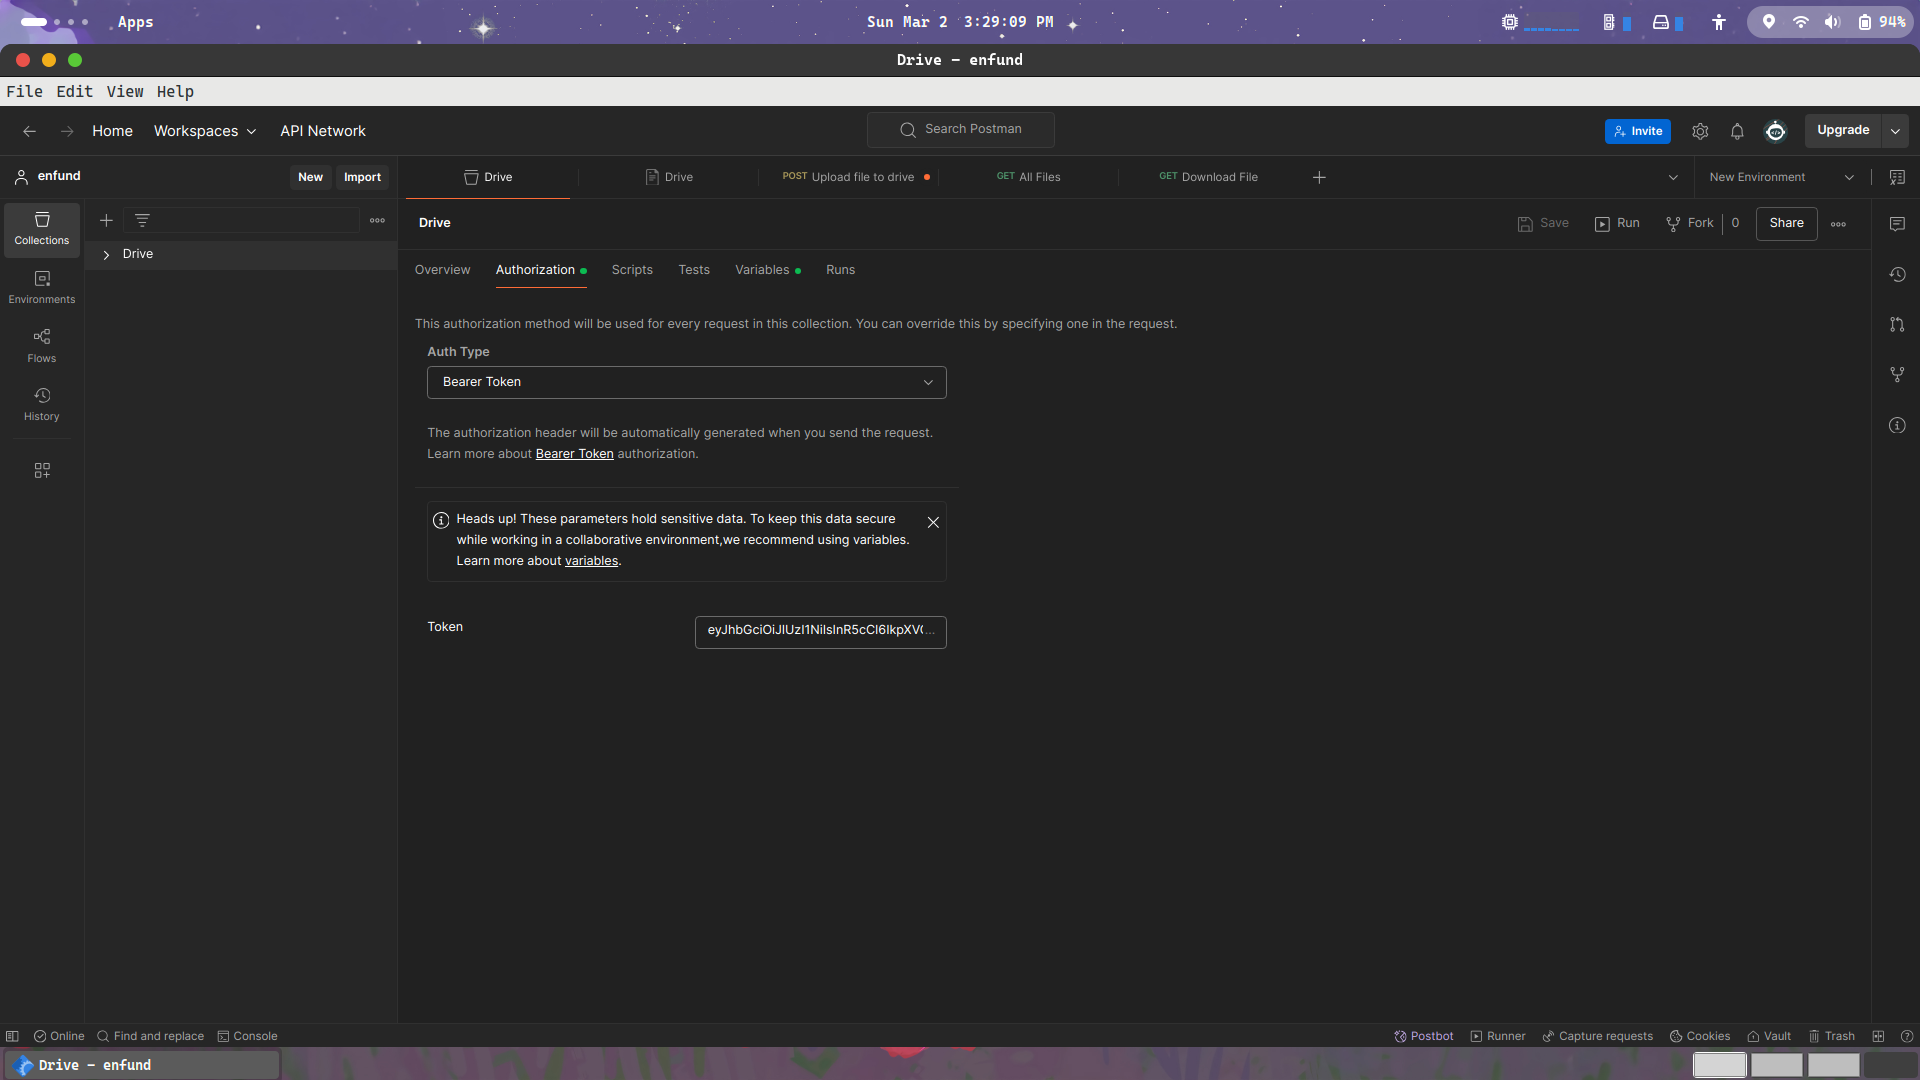 Apps
Sun Mar 2 3:29:09 PM
94%
Drive - enfund
File Edit View Help
Home Workspaces API Network
Search Postman
Invite
Upgrade
enfund
New Import
Drive
Drive
POST Upload file to drive
GET All Files
GET Download File
New Environment
Collections
Environments
Flows
History
Drive
Drive
Save Run Fork 0 Share
Overview Authorization Scripts Tests Variables Runs
This authorization method will be used for every request in this collection. You can override this by specifying one in the request.
Auth Type
Bearer Token
The authorization header will be automatically generated when you send the request.
Learn more about Bearer Token authorization.
Heads up! These parameters hold sensitive data. To keep this data secure
while working in a collaborative environment,we recommend using variables.
Learn more about variables.
Token
eyJhbGciOiJIUzI1NiIsInR5cCI6IkpXV(...
Online Find and replace Console
Postbot Runner Capture requests Cookies Vault Trash
Drive - enfund